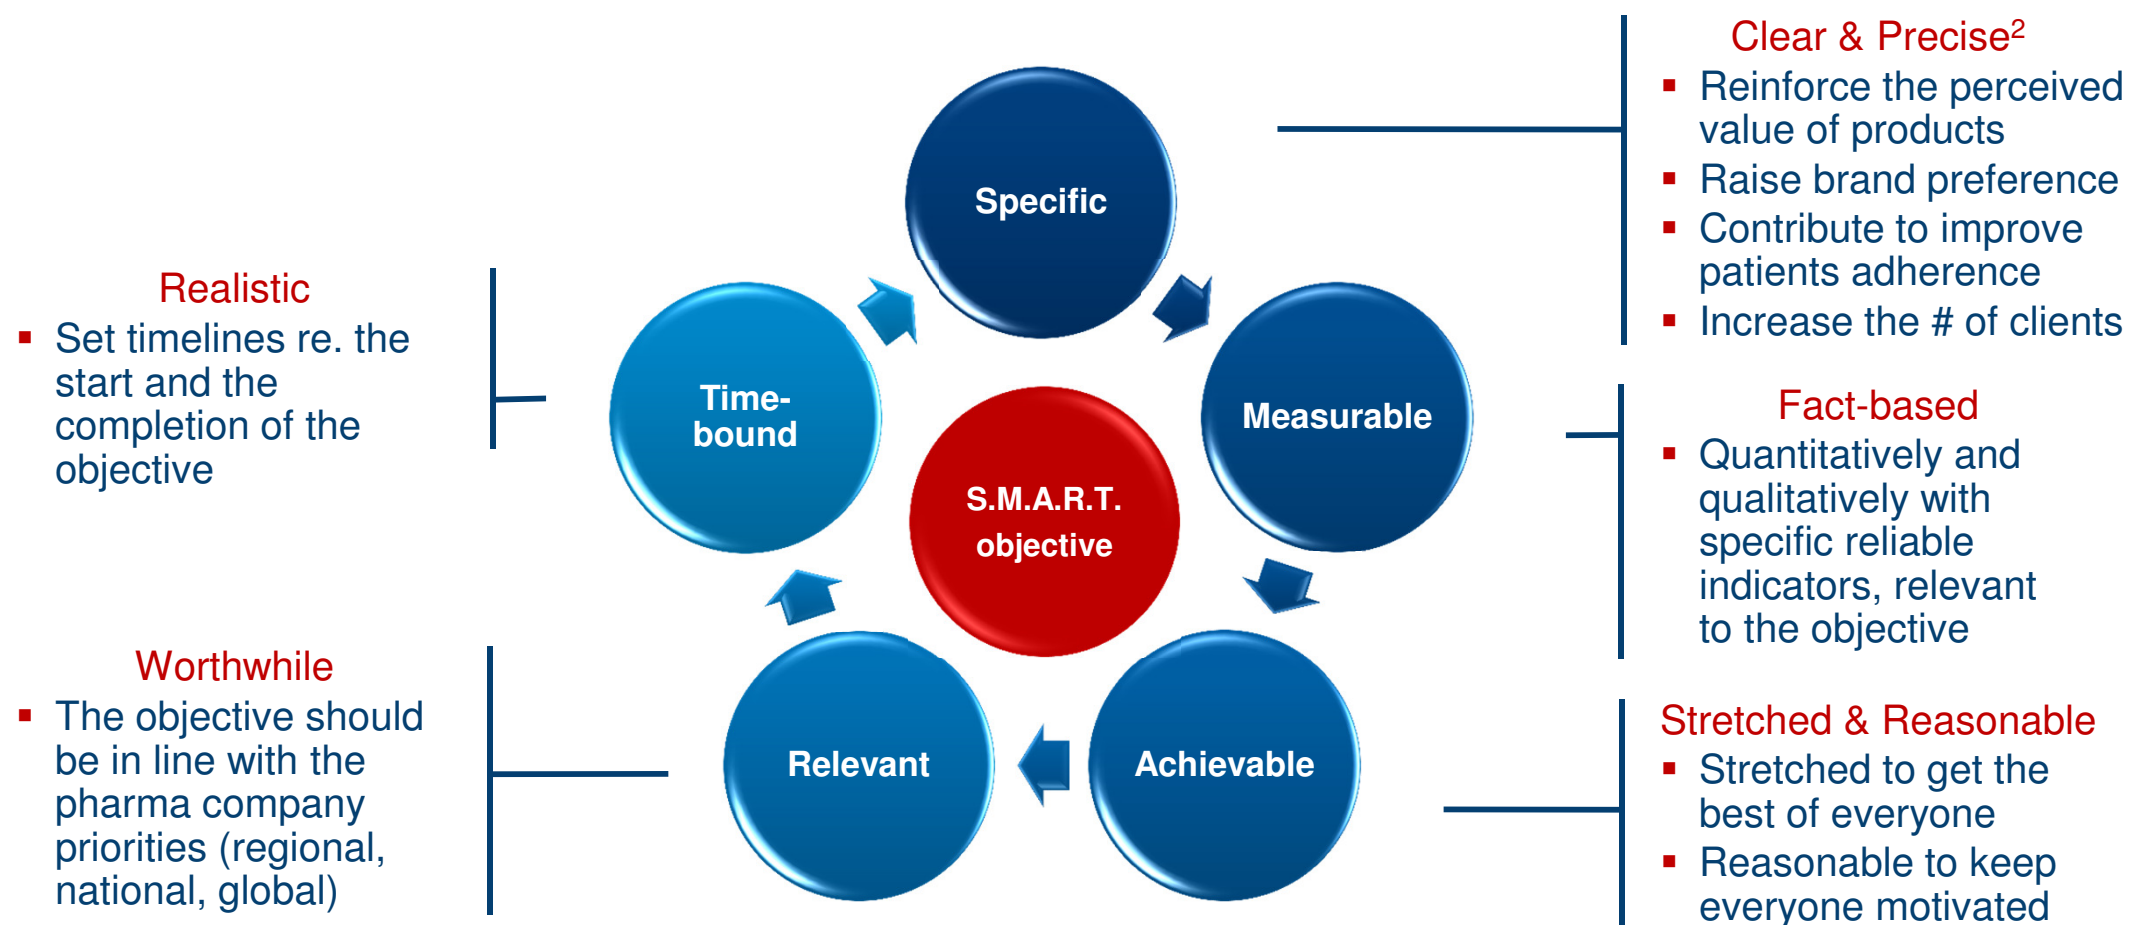 Clear & Precise²
▪ Reinforce the perceived
value of products
▪ Raise brand preference
▪ Contribute to improve
patients adherence
▪ Increase the # of clients
Specific
Realistic
▪ Set timelines re. the
start and the
completion of the
objective
Time-
bound
Measurable
Fact-based
▪ Quantitatively and
qualitatively with
specific reliable
indicators, relevant
to the objective
S.M.A.R.T.
objective
Worthwhile
▪ The objective should
be in line with the
pharma company
priorities (regional,
national, global)
Relevant
Achievable
Stretched & Reasonable
▪ Stretched to get the
best of everyone
▪ Reasonable to keep
everyone motivated